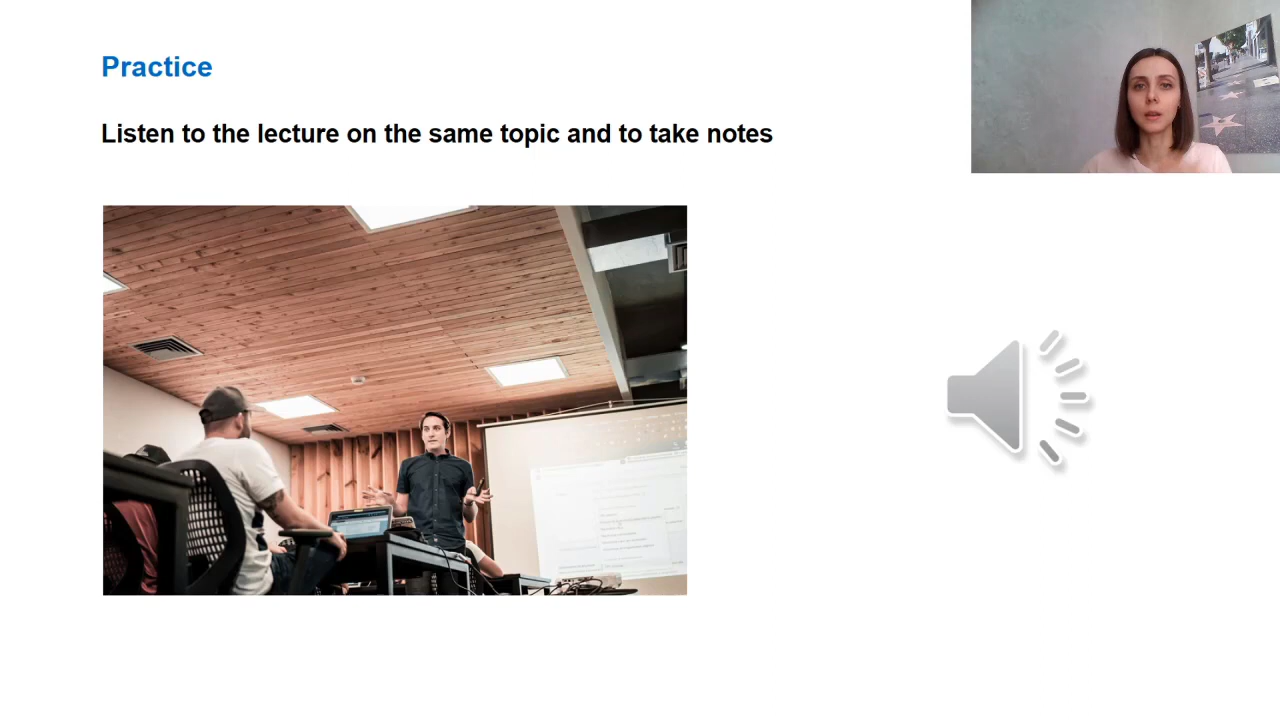 Practice
Listen to the lecture on the same topic and to take notes